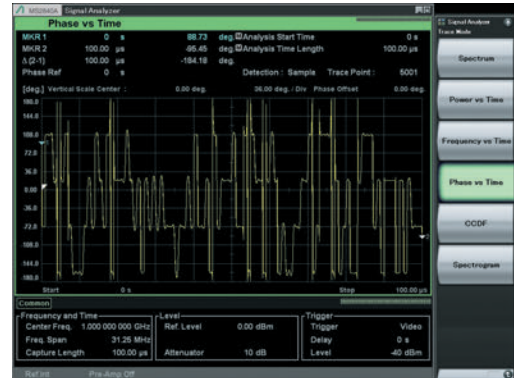 MS2840A Signal Analyzer
Phase vs Time
MKR 1 0 s 88.73 deg. Analysis Start Time 0 s
MKR 2 100.00 µs -95.45 deg. Analysis Time Length 100.00 µs
Δ(2-1) 100.00 µs -184.18 deg.
Phase Ref 0 s Detection : Sample Trace Point : 5001
[deg.] Vertical Scale Center : 0.00 deg. 36.00 deg. / Div Phase Offset 0.00 deg.
180.0
144.0
108.0
72.0
36.0
0.00
-36.0
-72.0
-108.0
-144.0
-180.0
1
2
Start 0 s Stop 100.00 µs
Common
Frequency and Time
Center Freq. 1.000 000 000 GHz
Freq. Span 31.25 MHz
Capture Length 100.00 µs
Level
Ref. Level 0.00 dBm
Attenuator 10 dB
Trigger
Trigger Video
Delay 0 s
Level -40 dBm
Ref.Int Pre-Amp Off
Signal Analyzer
Trace Mode
Spectrum
Power vs Time
Frequency vs Time
Phase vs Time
CCDF
Spectrogram